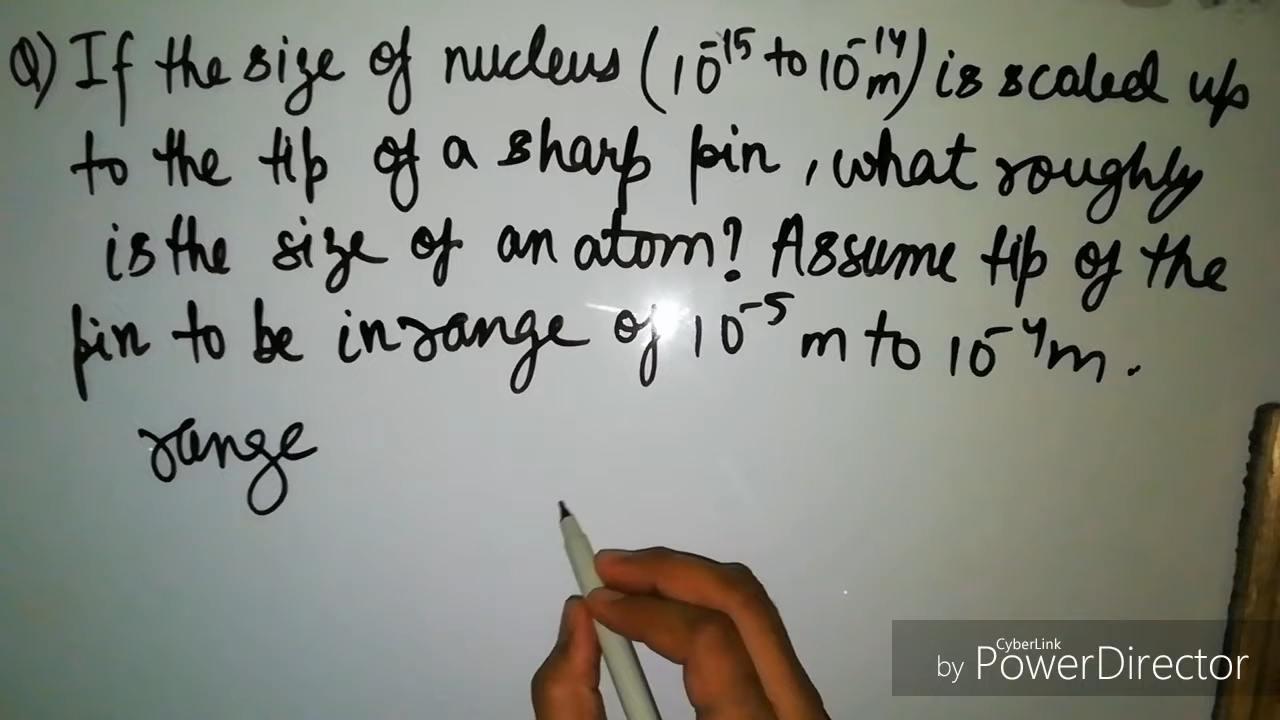 Q) If the size of nucleus (10⁻¹⁵ to 10⁻¹⁴m) is scaled up
to the tip of a sharp pin, what roughly
is the size of an atom? Assume tip of the
pin to be in range of 10⁻⁵ m to 10⁻⁴m.
range
CyberLink
by PowerDirector